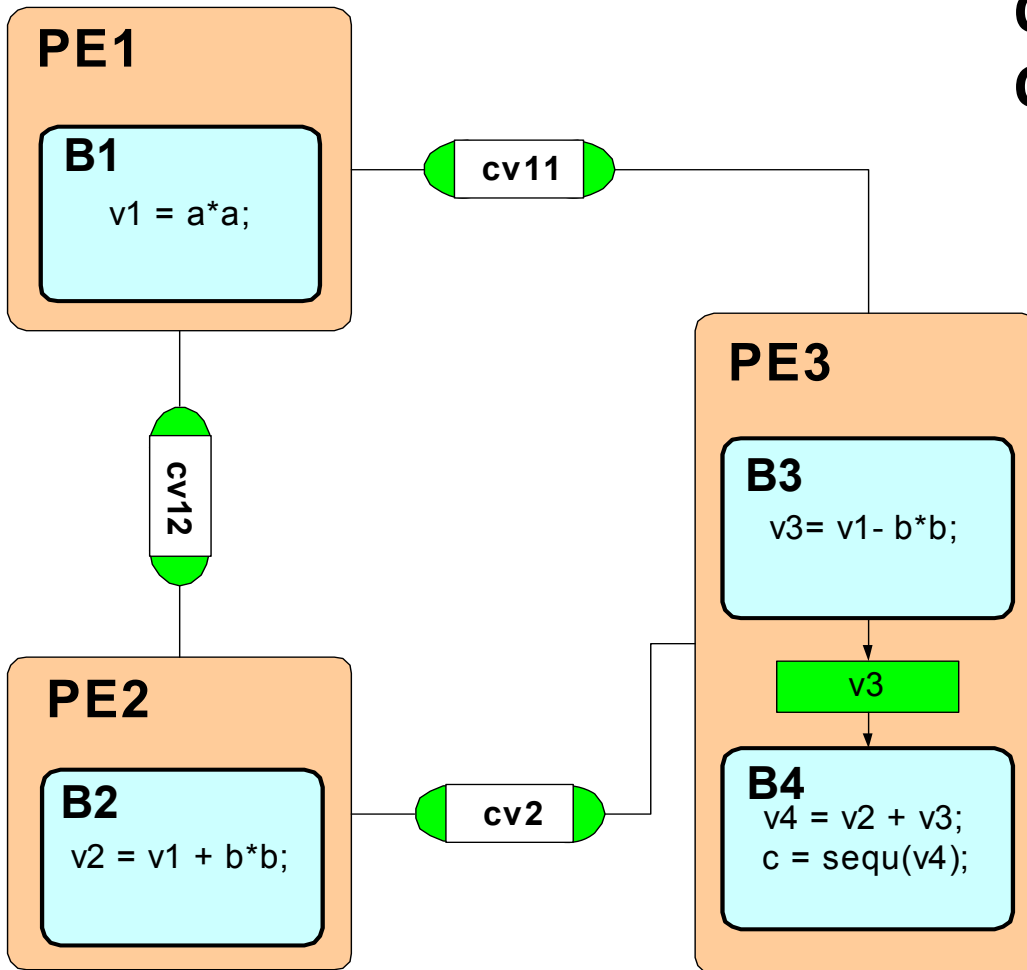 PE1
B1
v1 = a*a;
cv11
PE3
B3
v3= v1- b*b;
cv12
v3
PE2
B2
v2 = v1 + b*b;
cv2
B4
v4 = v2 + v3;
c = sequ(v4);